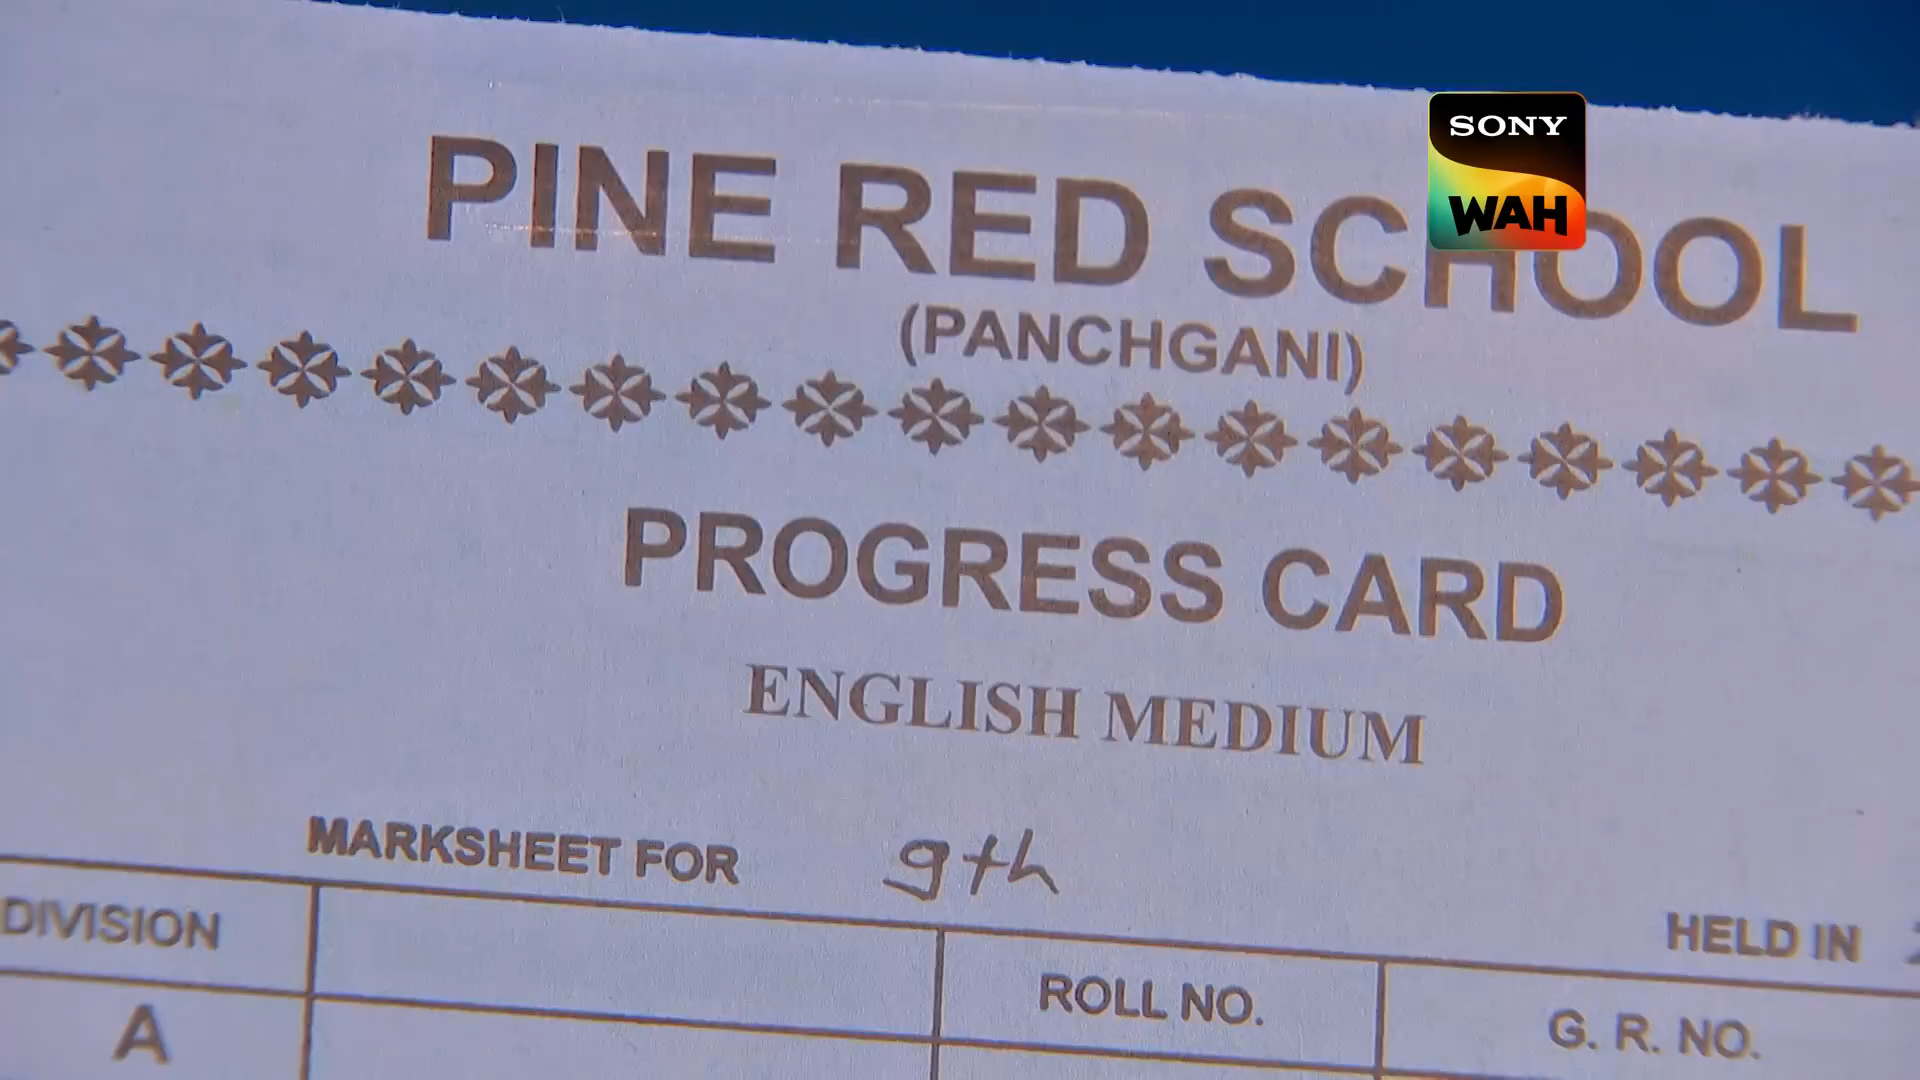 SONY
WAH
PINE RED SCHOOL
(PANCHGANI)
PROGRESS CARD
ENGLISH MEDIUM
MARKSHEET FOR 9th
HELD IN
DIVISION
ROLL NO.
G. R. NO.
A